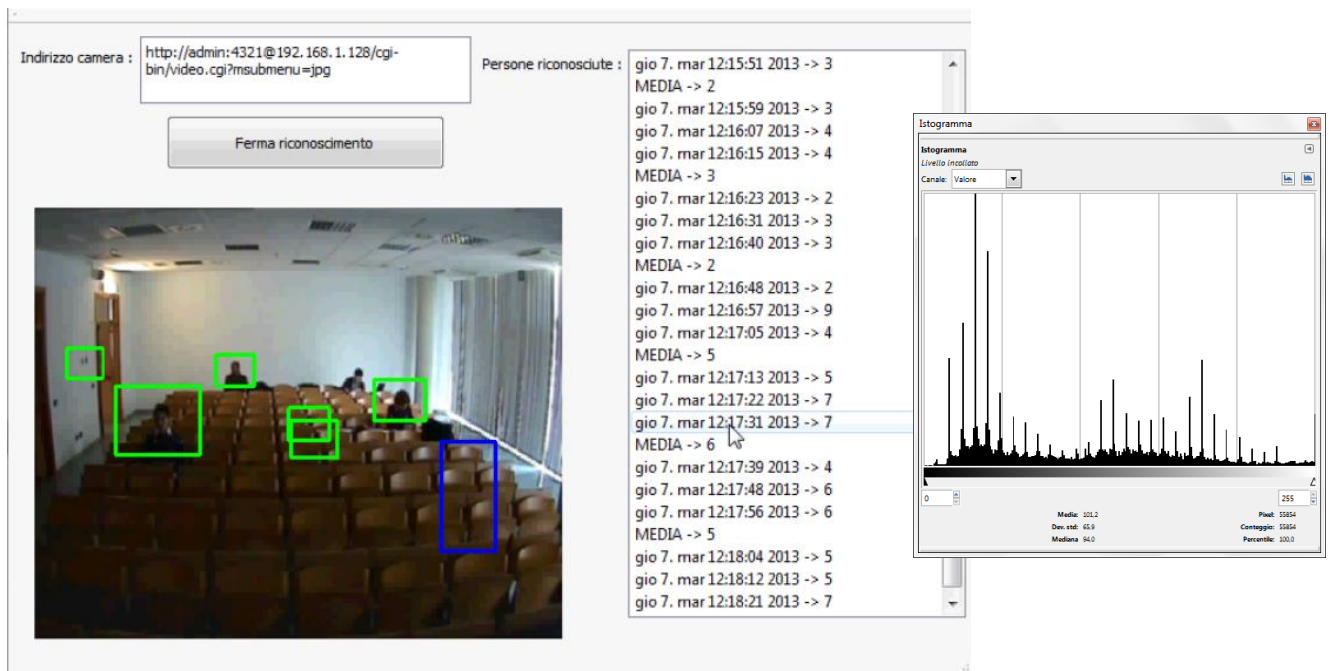 Indirizzo camera :
http://admin:4321@192.168.1.128/cgi-
bin/video.cgi?msubmenu=jpg
Ferma riconoscimento
Persone riconosciute :
gio 7. mar 12:15:51 2013 -> 3
MEDIA -> 2
gio 7. mar 12:15:59 2013 -> 3
gio 7. mar 12:16:07 2013 -> 4
gio 7. mar 12:16:15 2013 -> 4
MEDIA -> 3
gio 7. mar 12:16:23 2013 -> 2
gio 7. mar 12:16:31 2013 -> 3
gio 7. mar 12:16:40 2013 -> 3
MEDIA -> 2
gio 7. mar 12:16:48 2013 -> 2
gio 7. mar 12:16:57 2013 -> 9
gio 7. mar 12:17:05 2013 -> 4
MEDIA -> 5
gio 7. mar 12:17:13 2013 -> 5
gio 7. mar 12:17:22 2013 -> 7
gio 7. mar 12:17:31 2013 -> 7
MEDIA -> 6
gio 7. mar 12:17:39 2013 -> 4
gio 7. mar 12:17:48 2013 -> 6
gio 7. mar 12:17:56 2013 -> 6
MEDIA -> 5
gio 7. mar 12:18:04 2013 -> 5
gio 7. mar 12:18:12 2013 -> 5
gio 7. mar 12:18:21 2013 -> 7
Istogramma
Istogramma
Livello incollato
Canale: Valore
0 255
Media: 101,2 Pixel: 55854
Dev. std: 65,9 Conteggio: 55854
Mediana 94,0 Percentile: 100,0